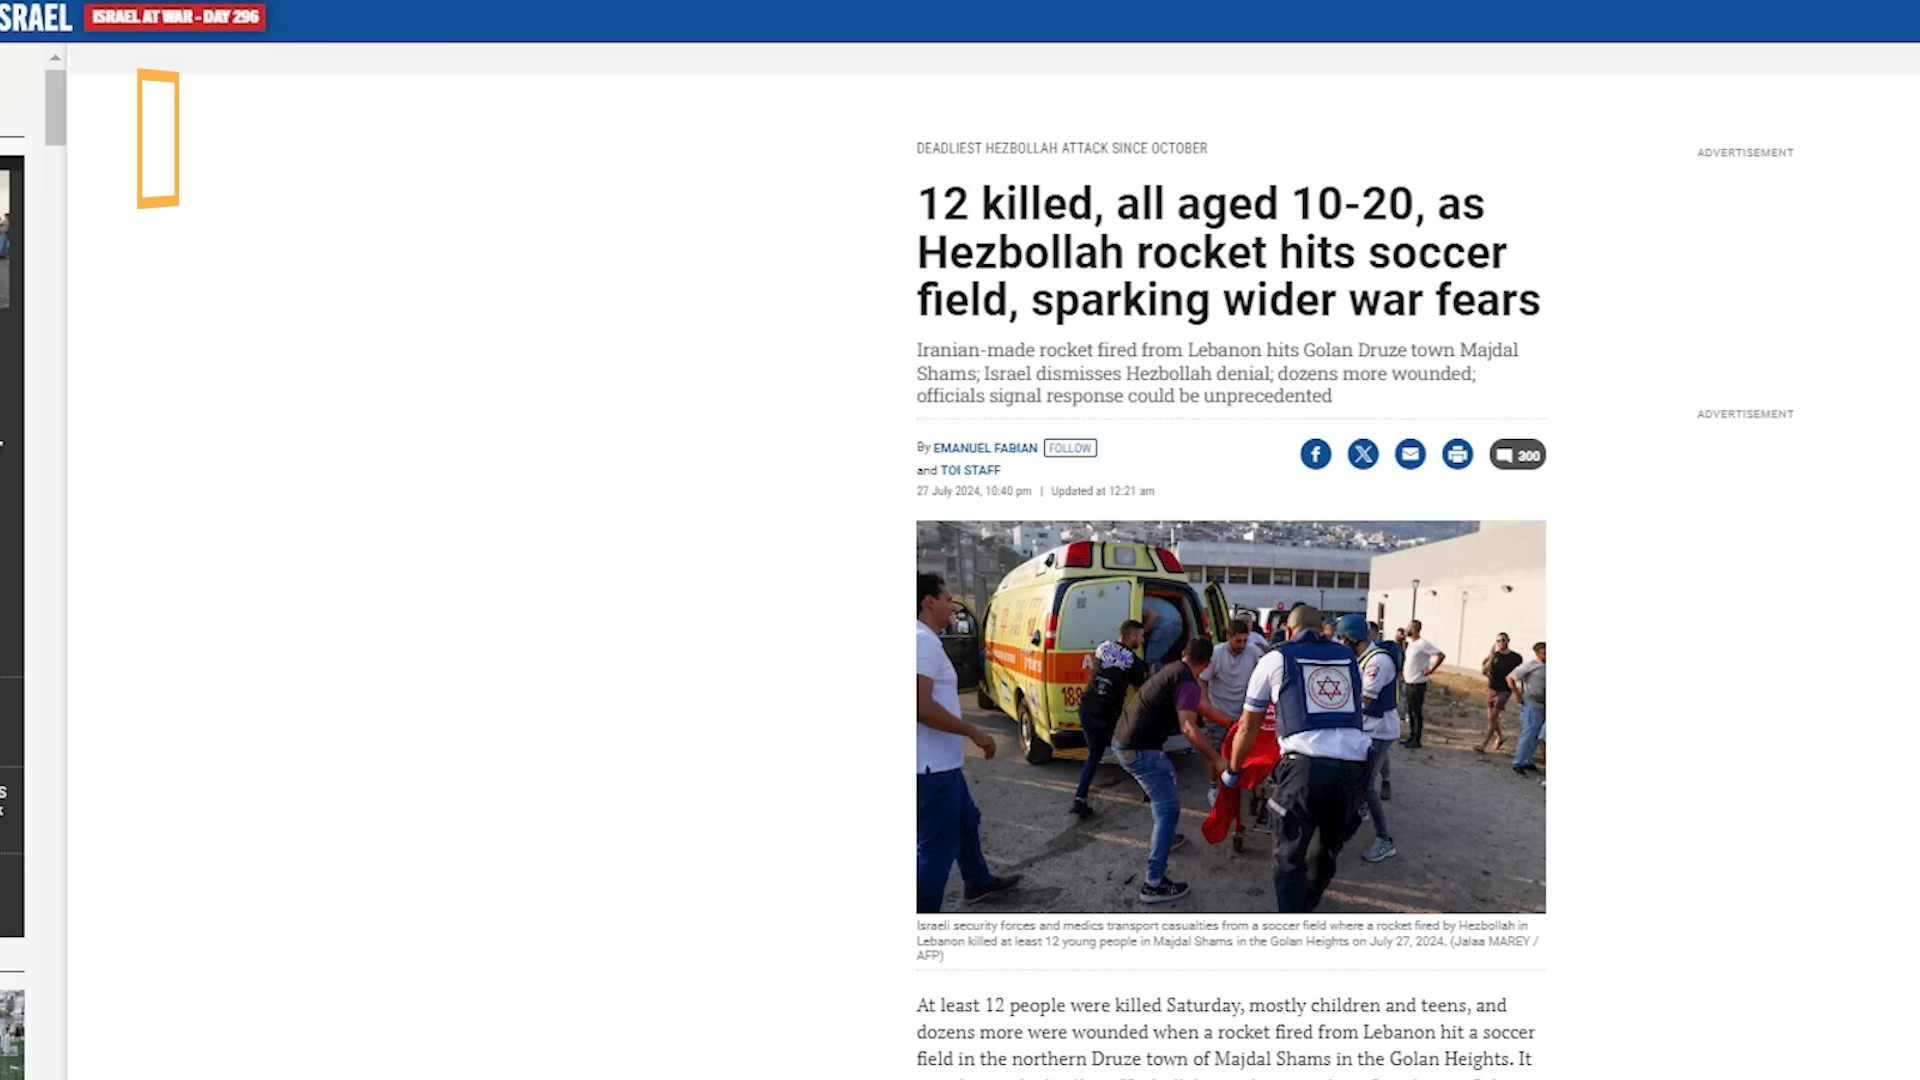 SRAEL
ISRAEL AT WAR - DAY 296
DEADLIEST HEZBOLLAH ATTACK SINCE OCTOBER
ADVERTISEMENT
12 killed, all aged 10-20, as
Hezbollah rocket hits soccer
field, sparking wider war fears
Iranian-made rocket fired from Lebanon hits Golan Druze town Majdal
Shams; Israel dismisses Hezbollah denial; dozens more wounded;
officials signal response could be unprecedented
ADVERTISEMENT
By EMANUEL FABIAN FOLLOW
and TOI STAFF
300
27 July 2024, 10:40 pm | Updated at 12:21 am
Israeli security forces and medics transport casualties from a soccer field where a rocket fired by Hezbollah in
Lebanon killed at least 12 young people in Majdal Shams in the Golan Heights on July 27, 2024. (Jalaa MAREY /
AFP)
At least 12 people were killed Saturday, mostly children and teens, and
dozens more were wounded when a rocket fired from Lebanon hit a soccer
field in the northern Druze town of Majdal Shams in the Golan Heights. It